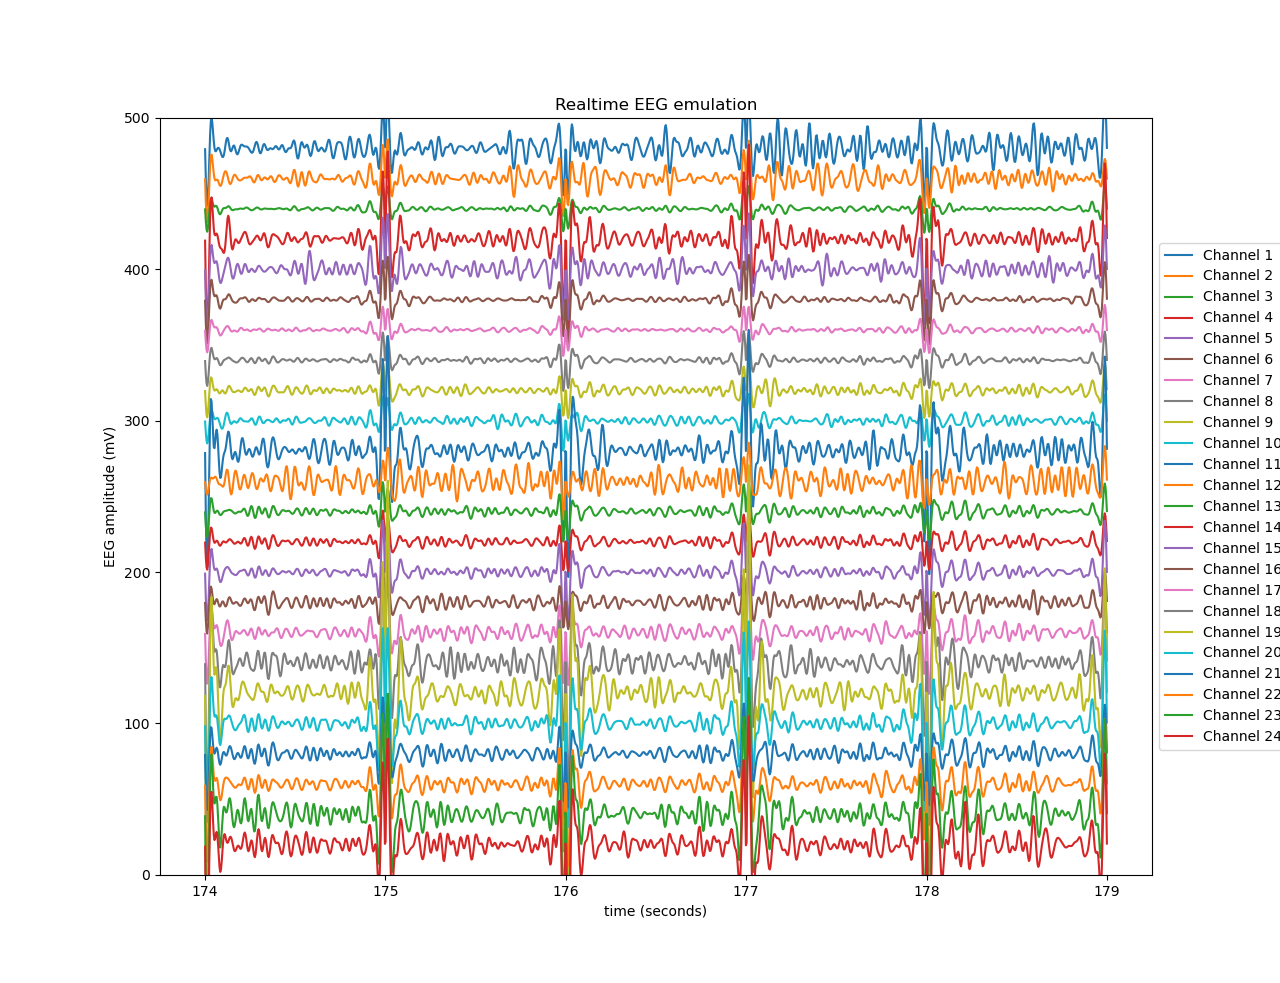 Realtime EEG emulation
500
400
300
200
100
0
EEG amplitude (mV)
174 175 176 177 178 179
time (seconds)
Channel 1
Channel 2
Channel 3
Channel 4
Channel 5
Channel 6
Channel 7
Channel 8
Channel 9
Channel 10
Channel 11
Channel 12
Channel 13
Channel 14
Channel 15
Channel 16
Channel 17
Channel 18
Channel 19
Channel 20
Channel 21
Channel 22
Channel 23
Channel 24